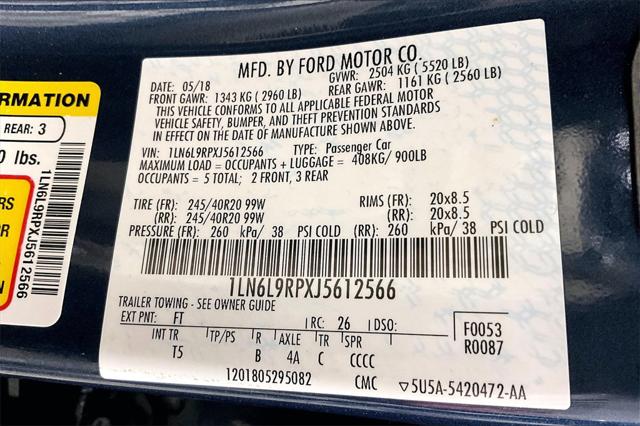 ORMATION
REAR: 3
0 lbs.
RS
R
R
1LN6L9RPXJ5612566
MFD. BY FORD MOTOR CO.
DATE: 05/18 GVWR: 2504 KG ( 5520 LB)
FRONT GAWR: 1343 KG ( 2960 LB) REAR GAWR: 1161 KG ( 2560 LB)
THIS VEHICLE CONFORMS TO ALL APPLICABLE FEDERAL MOTOR
VEHICLE SAFETY, BUMPER, AND THEFT PREVENTION STANDARDS
IN EFFECT ON THE DATE OF MANUFACTURE SHOWN ABOVE.
VIN: 1LN6L9RPXJ5612566 TYPE: Passenger Car
MAXIMUM LOAD = OCCUPANTS + LUGGAGE = 408KG/ 900LB
OCCUPANTS = 5 TOTAL; 2 FRONT, 3 REAR
TIRE (FR): 245/40R20 99W RIMS (FR): 20x8.5
(RR): 245/40R20 99W (RR): 20x8.5
PRESSURE (FR): 260 kPa/ 38 PSI COLD (RR): 260 kPa/ 38 PSI COLD
1LN6L9RPXJ5612566
TRAILER TOWING - SEE OWNER GUIDE
EXT PNT: FT RC: 26 DSO: F0053
INT TR TP/PS R AXLE TR SPR R0087
T5 B 4A C CCCC
1201805295082 CMC 5U5A-5420472-AA